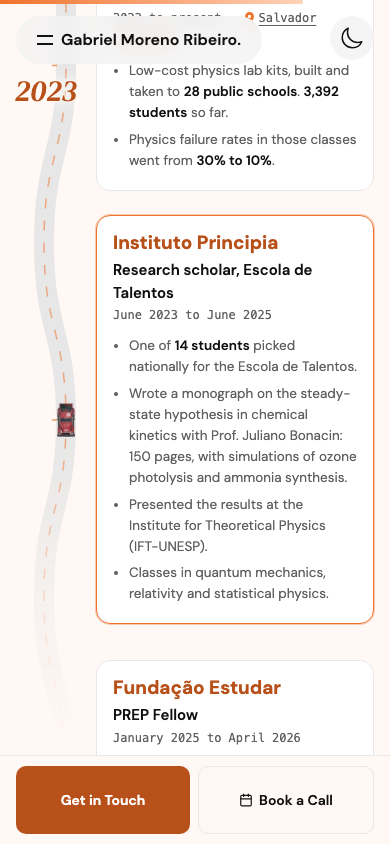 2022 to present Salvador
Gabriel Moreno Ribeiro.
2023
Low-cost physics lab kits, built and
taken to 28 public schools. 3,392
students so far.
Physics failure rates in those classes
went from 30% to 10%.
Instituto Principia
Research scholar, Escola de
Talentos
June 2023 to June 2025
One of 14 students picked
nationally for the Escola de Talentos.
Wrote a monograph on the steady-
state hypothesis in chemical
kinetics with Prof. Juliano Bonacin:
150 pages, with simulations of ozone
photolysis and ammonia synthesis.
Presented the results at the
Institute for Theoretical Physics
(IFT-UNESP).
Classes in quantum mechanics,
relativity and statistical physics.
Fundação Estudar
PREP Fellow
January 2025 to April 2026
Get in Touch
Book a Call